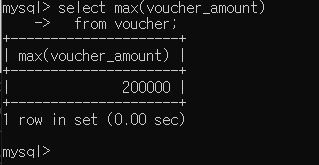 mysql> select max(voucher_amount)
    ->   from voucher;
+---------------------+
| max(voucher_amount) |
+---------------------+
|              200000 |
+---------------------+
1 row in set (0.00 sec)
mysql>